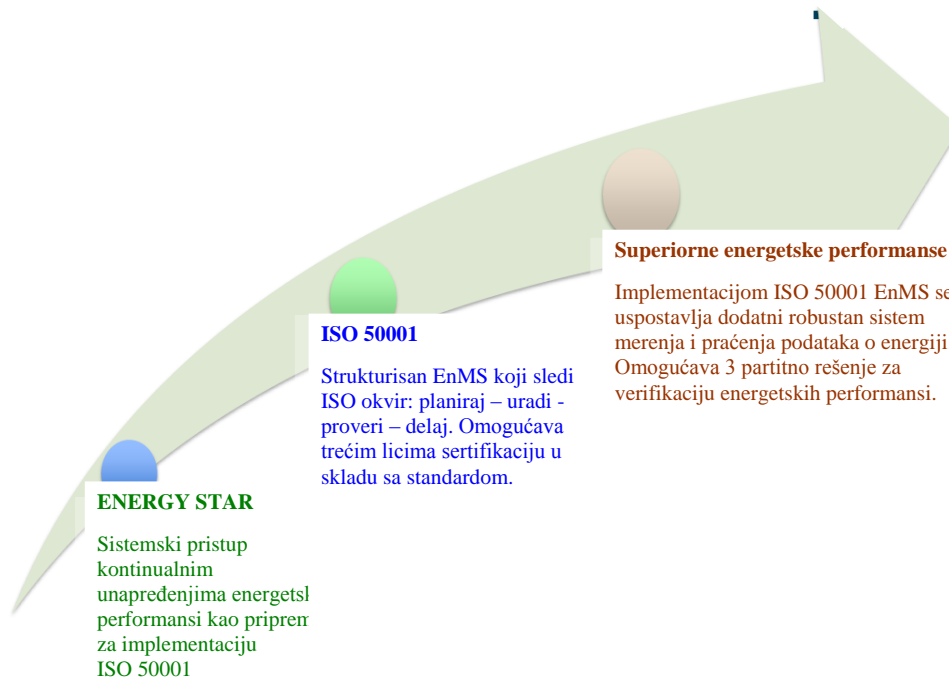 ENERGY STAR
Sistemski pristup
kontinualnim
unapređenjima
performansi kao
za implementaciju
ISO 50001
ISO 50001
Strukturisan EnMS koji sledi
ISO okvir: planiraj – uradi -
proveri – delaj. Omogućava
trećim licima sertifikaciju u
skladu sa standardom.
Superiorne energetske performanse
Implementacijom ISO 50001 EnMS se
uspostavlja dodatni robustan sistem
merenja i praćenja podataka o energiji
Omogućava 3 partitno rešenje za
verifikaciju energetskih performansi.